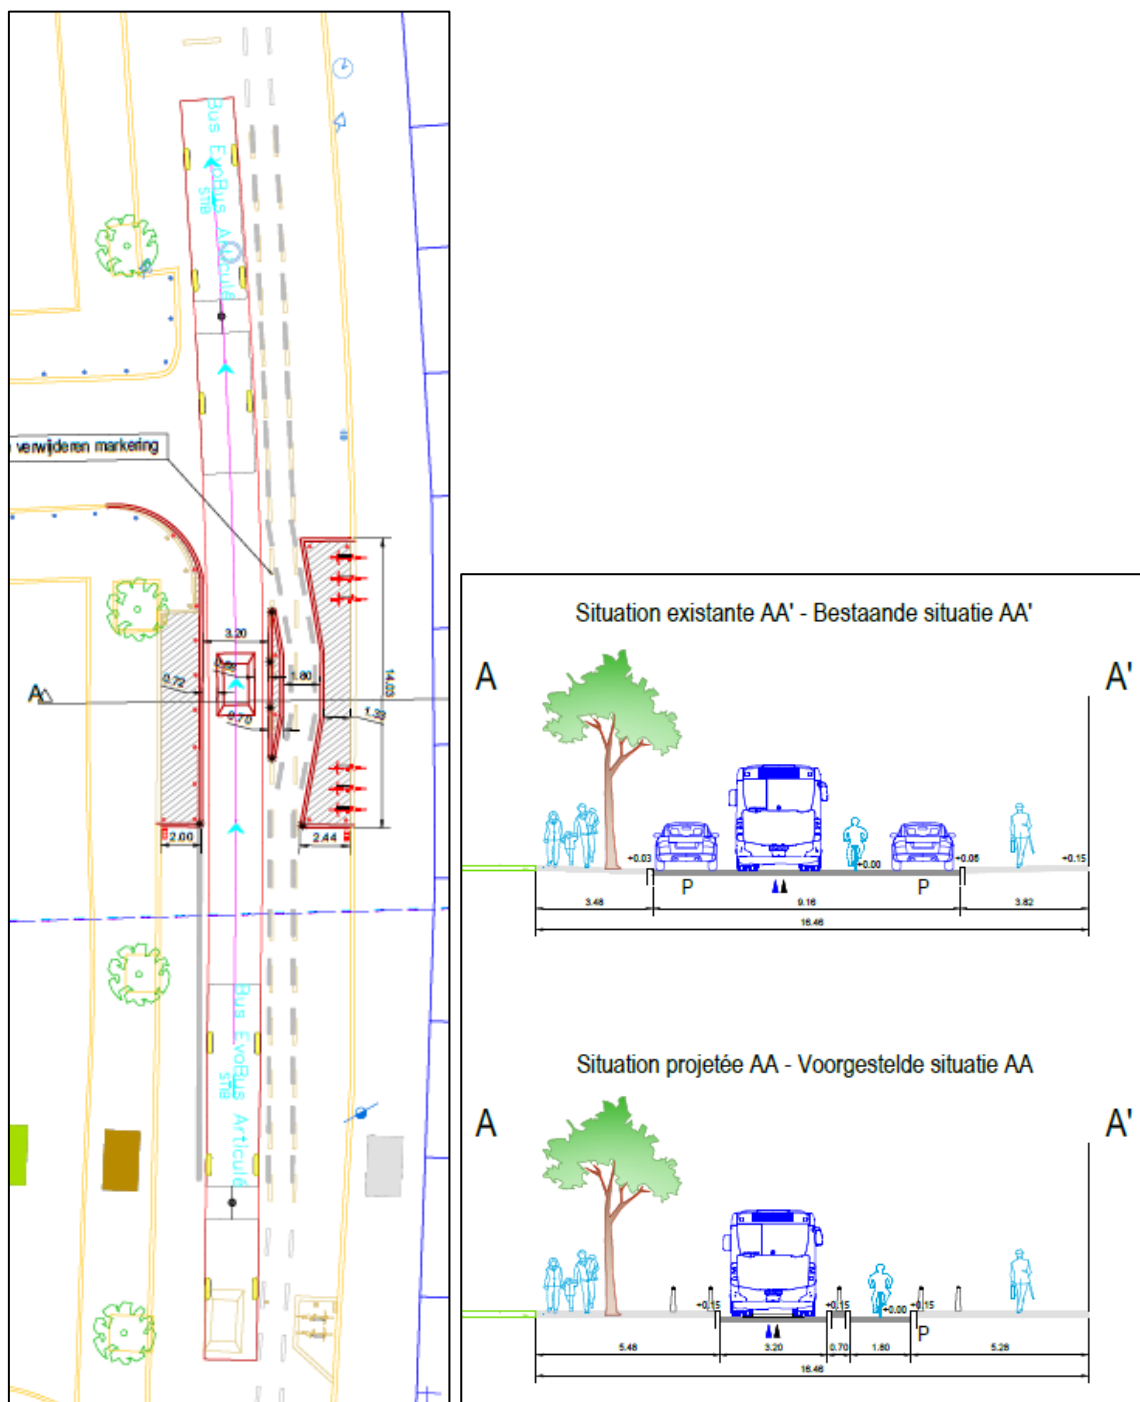 Bus EvoBus Articulé
STIB
verwijderen markering
3.20
0.72
1.80
14.03
A
0.70
1.33
2.00
2.44
Bus EvoBus Articulé
STIB
Situation existante AA' - Bestaande situatie AA'
A
A'
+0.03
+0.00
+0.15
P
P
3.48
9.16
3.82
16.46
Situation projetée AA - Voorgestelde situatie AA
A
A'
+0.15
+0.15
+0.00
+0.15
P
5.48
3.20
0.70
1.80
5.28
16.46